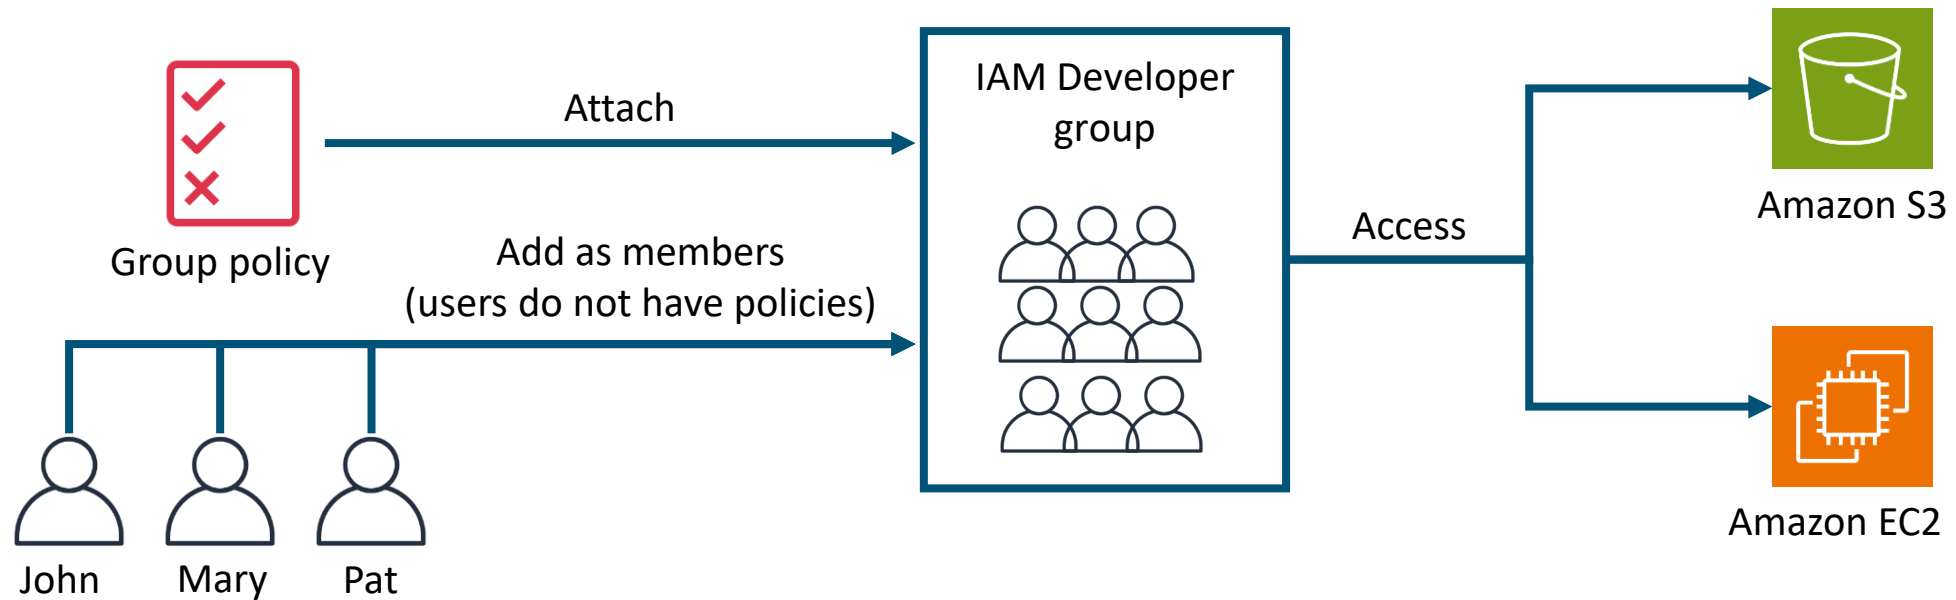 Attach
Group policy
Add as members
(users do not have policies)
John
Mary
Pat
IAM Developer
group
Access
Amazon S3
Amazon EC2